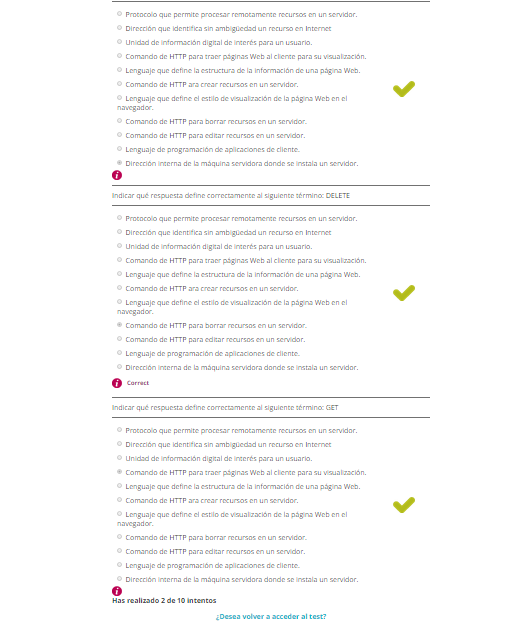 Protocolo que permite procesar remotamente recursos en un servidor.
Dirección que identifica sin ambigüedad un recurso en Internet
Unidad de información digital de interés para un usuario.
Comando de HTTP para traer páginas Web al cliente para su visualización.
Lenguaje que define la estructura de la información de una página Web.
Comando de HTTP ara crear recursos en un servidor.
Lenguaje que define el estilo de visualización de la página Web en el
navegador.
Comando de HTTP para borrar recursos en un servidor.
Comando de HTTP para editar recursos en un servidor.
Lenguaje de programación de aplicaciones de cliente.
Dirección interna de la máquina servidora donde se instala un servidor.
i
Indicar qué respuesta define correctamente al siguiente término: DELETE
Protocolo que permite procesar remotamente recursos en un servidor.
Dirección que identifica sin ambigüedad un recurso en Internet
Unidad de información digital de interés para un usuario.
Comando de HTTP para traer páginas Web al cliente para su visualización.
Lenguaje que define la estructura de la información de una página Web.
Comando de HTTP ara crear recursos en un servidor.
Lenguaje que define el estilo de visualización de la página Web en el
navegador.
Comando de HTTP para borrar recursos en un servidor.
Comando de HTTP para editar recursos en un servidor.
Lenguaje de programación de aplicaciones de cliente.
Dirección interna de la máquina servidora donde se instala un servidor.
i Correct
Indicar qué respuesta define correctamente al siguiente término: GET
Protocolo que permite procesar remotamente recursos en un servidor.
Dirección que identifica sin ambigüedad un recurso en Internet
Unidad de información digital de interés para un usuario.
Comando de HTTP para traer páginas Web al cliente para su visualización.
Lenguaje que define la estructura de la información de una página Web.
Comando de HTTP ara crear recursos en un servidor.
Lenguaje que define el estilo de visualización de la página Web en el
navegador.
Comando de HTTP para borrar recursos en un servidor.
Comando de HTTP para editar recursos en un servidor.
Lenguaje de programación de aplicaciones de cliente.
Dirección interna de la máquina servidora donde se instala un servidor.
i
Has realizado 2 de 10 intentos
¿Desea volver a acceder al test?